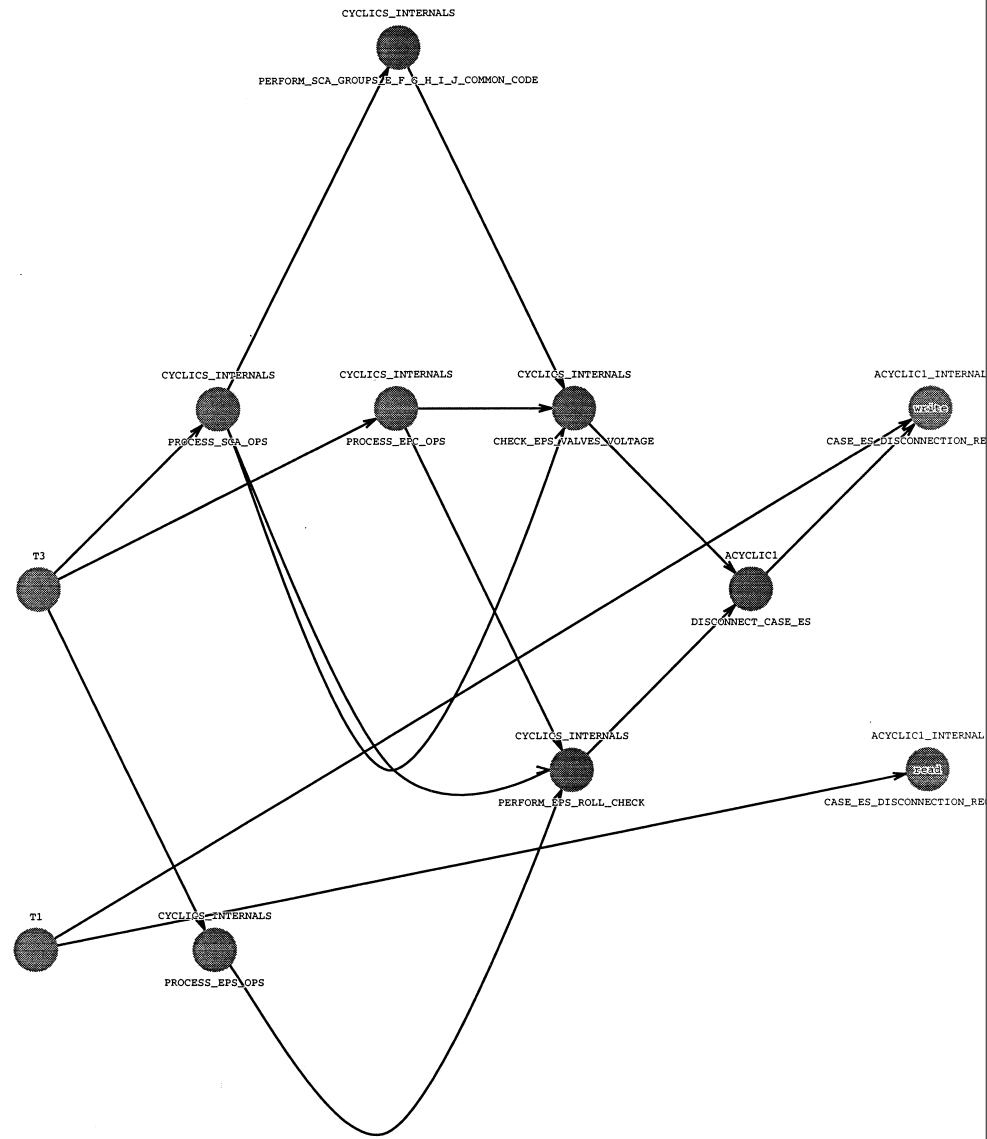 CYCLICS_INTERNALS
PERFORM_SCA_GROUPS_E_F_G_H_I_J_COMMON_CODE
CYCLICS_INTERNALS
PROCESS_SCA_OPS
CYCLICS_INTERNALS
PROCESS_EPC_OPS
CYCLICS_INTERNALS
CHECK_EPS_VALVES_VOLTAGE
ACYCLIC1_INTERNAL
write
CASE_ES_DISCONNECTION_RE
T3
ACYCLIC1
DISCONNECT_CASE_ES
CYCLICS_INTERNALS
PERFORM_EPS_ROLL_CHECK
ACYCLIC1_INTERNAL
read
CASE_ES_DISCONNECTION_RE
T1
CYCLICS_INTERNALS
PROCESS_EPS_OPS